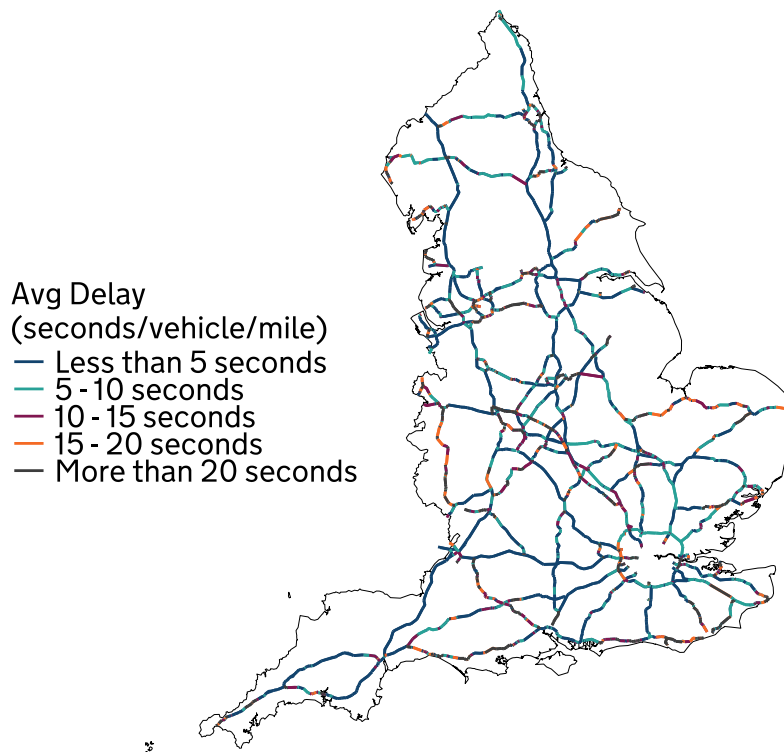 Avg Delay
(seconds/vehicle/mile)
Less than 5 seconds
5 - 10 seconds
10 - 15 seconds
15 - 20 seconds
More than 20 seconds